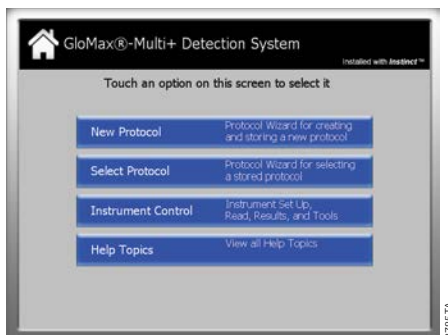 GloMax®-Multi+ Detection System
Installed with Instinct™
Touch an option on this screen to select it
New Protocol
Protocol Wizard for creating
and storing a new protocol
Select Protocol
Protocol Wizard for selecting
a stored protocol
Instrument Control
Instrument Set Up,
Read, Results, and Tools
Help Topics
View all Help Topics